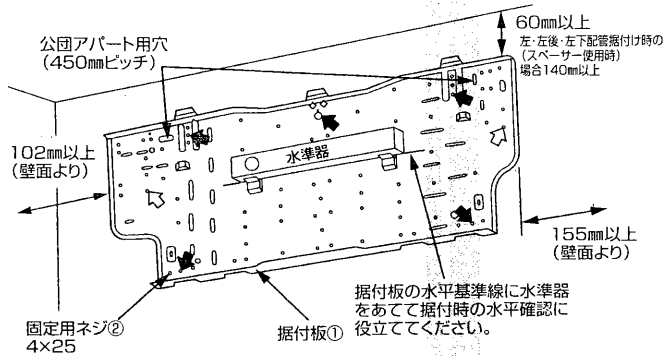 公団アパート用穴
(450㎜ピッチ)
60㎜以上
左・左後・左下配管据付け時の
(スペーサー使用時)
場合140㎜以上
102㎜以上
(壁面より)
水準器
155㎜以上
(壁面より)
据付板の水平基準線に水準器
をあてて据付時の水平確認に
役立ててください。
固定用ネジ②
4×25
据付板①